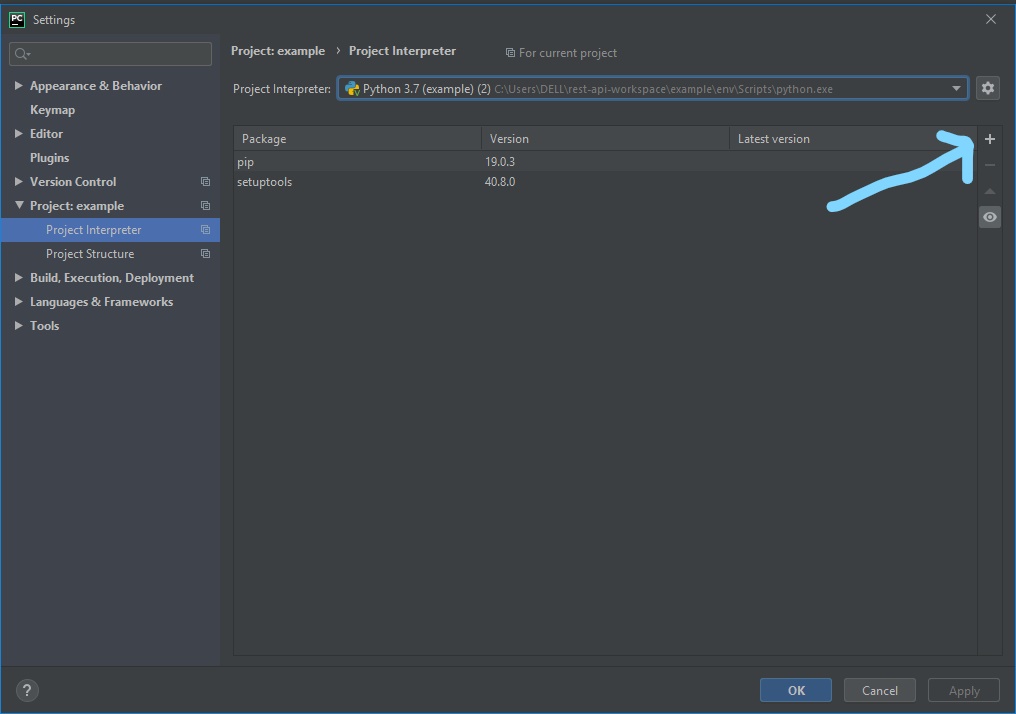 PC Settings
Project: example › Project Interpreter For current project
Appearance & Behavior
Keymap
Editor
Plugins
Version Control
Project: example
Project Interpreter
Project Structure
Build, Execution, Deployment
Languages & Frameworks
Tools
Project Interpreter: Python 3.7 (example) (2) C:\Users\DELL\rest-api-workspace\example\env\Scripts\python.exe
Package Version Latest version
pip 19.0.3
setuptools 40.8.0
? OK Cancel Apply